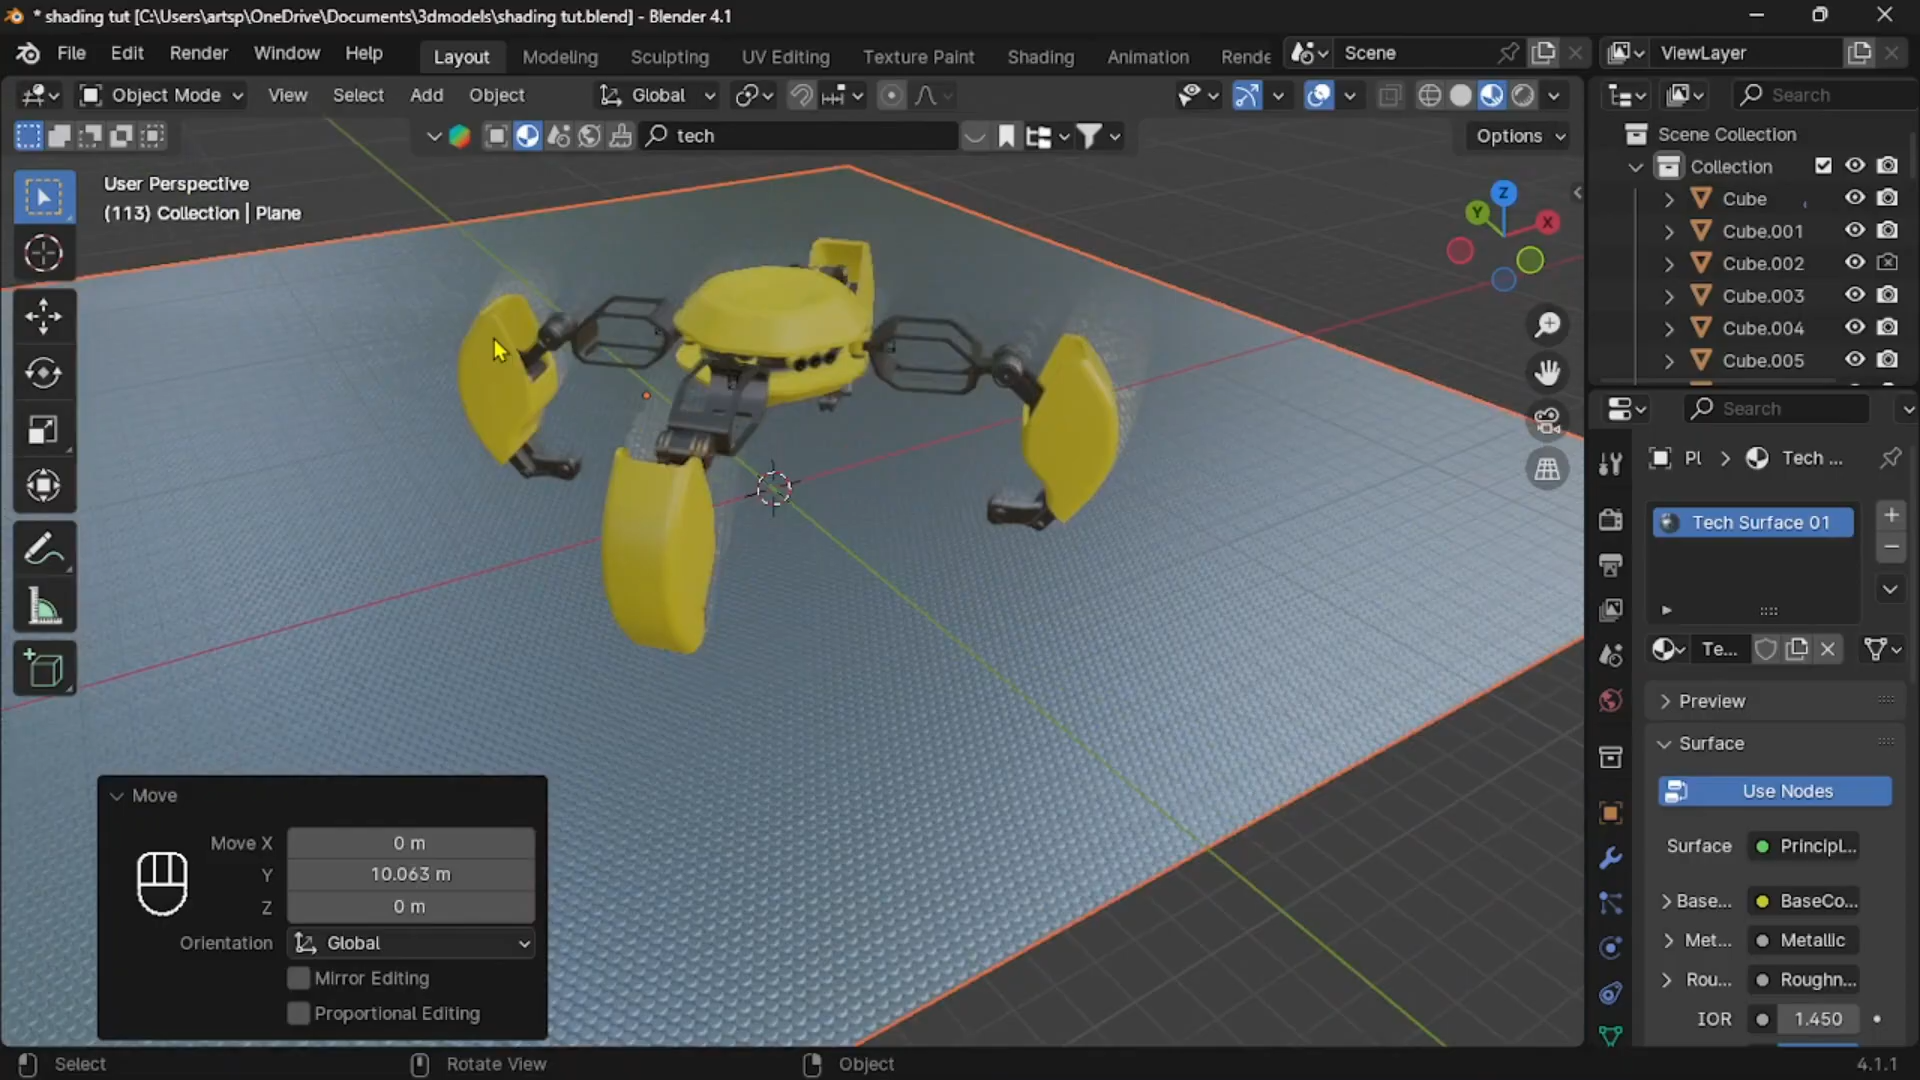 * shading tut [C:\Users\artsp\OneDrive\Documents\3dmodels\shading tut.blend] - Blender 4.1
File Edit Render Window Help Layout Modeling Sculpting UV Editing Texture Paint Shading Animation Rende Scene ViewLayer
Object Mode View Select Add Object Global Search
tech Options
Scene Collection
Collection
User Perspective
(113) Collection | Plane
Z
Y
X
Cube
Cube.001
Cube.002
Cube.003
Cube.004
Cube.005
Search
Pl Tech ...
Tech Surface 01
Te...
Preview
Surface
Use Nodes
Surface Principl...
Base... BaseCo...
Met... Metallic
Rou... Roughn...
IOR 1.450
Move
Move X 0 m
Y 10.063 m
Z 0 m
Orientation Global
Mirror Editing
Proportional Editing
Select Rotate View Object 4.1.1